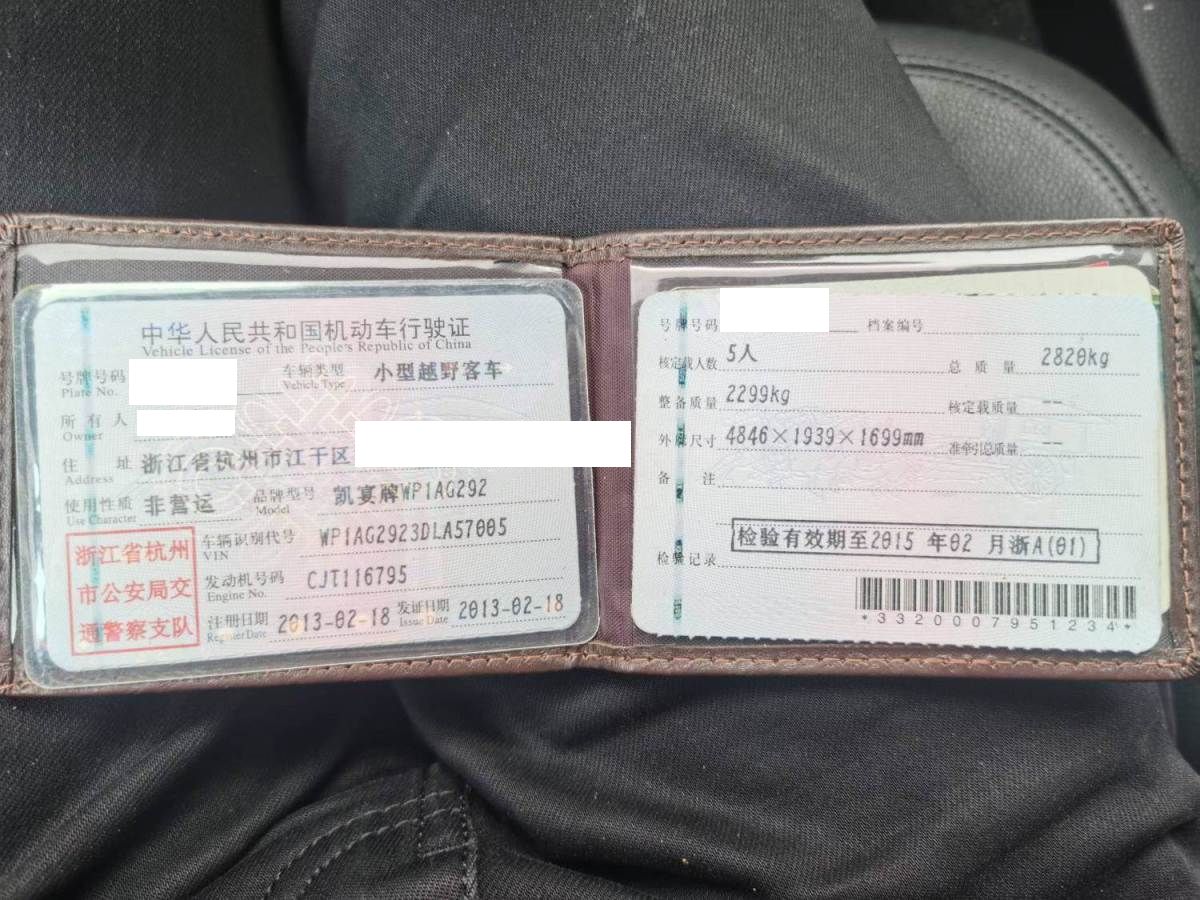 中华人民共和国机动车行驶证
Vehicle License of the People's Republic of China
号牌号码
Plate No.
车辆类型 小型越野客车
Vehicle Type
所有人
Owner
住址 浙江省杭州市江干区
Address
使用性质 非营运
Use Character
品牌型号 凯宴牌WP1AG292
Model
浙江省杭州
市公安局交
通警察支队
车辆识别代号 WP1AG2923DLA57005
VIN
发动机号码 CJT116795
Engine No.
注册日期 2013-02-18
Register Date
发证日期 2013-02-18
Issue Date
号牌号码
档案编号
核定载人数 5人
总质量 2820kg
整备质量 2299kg
核定载质量 --
外廓尺寸 4846×1939×1699mm
准牵引总质量 --
备注
检验有效期至2015 年02 月浙A(01)
检验记录
*3320007951234*